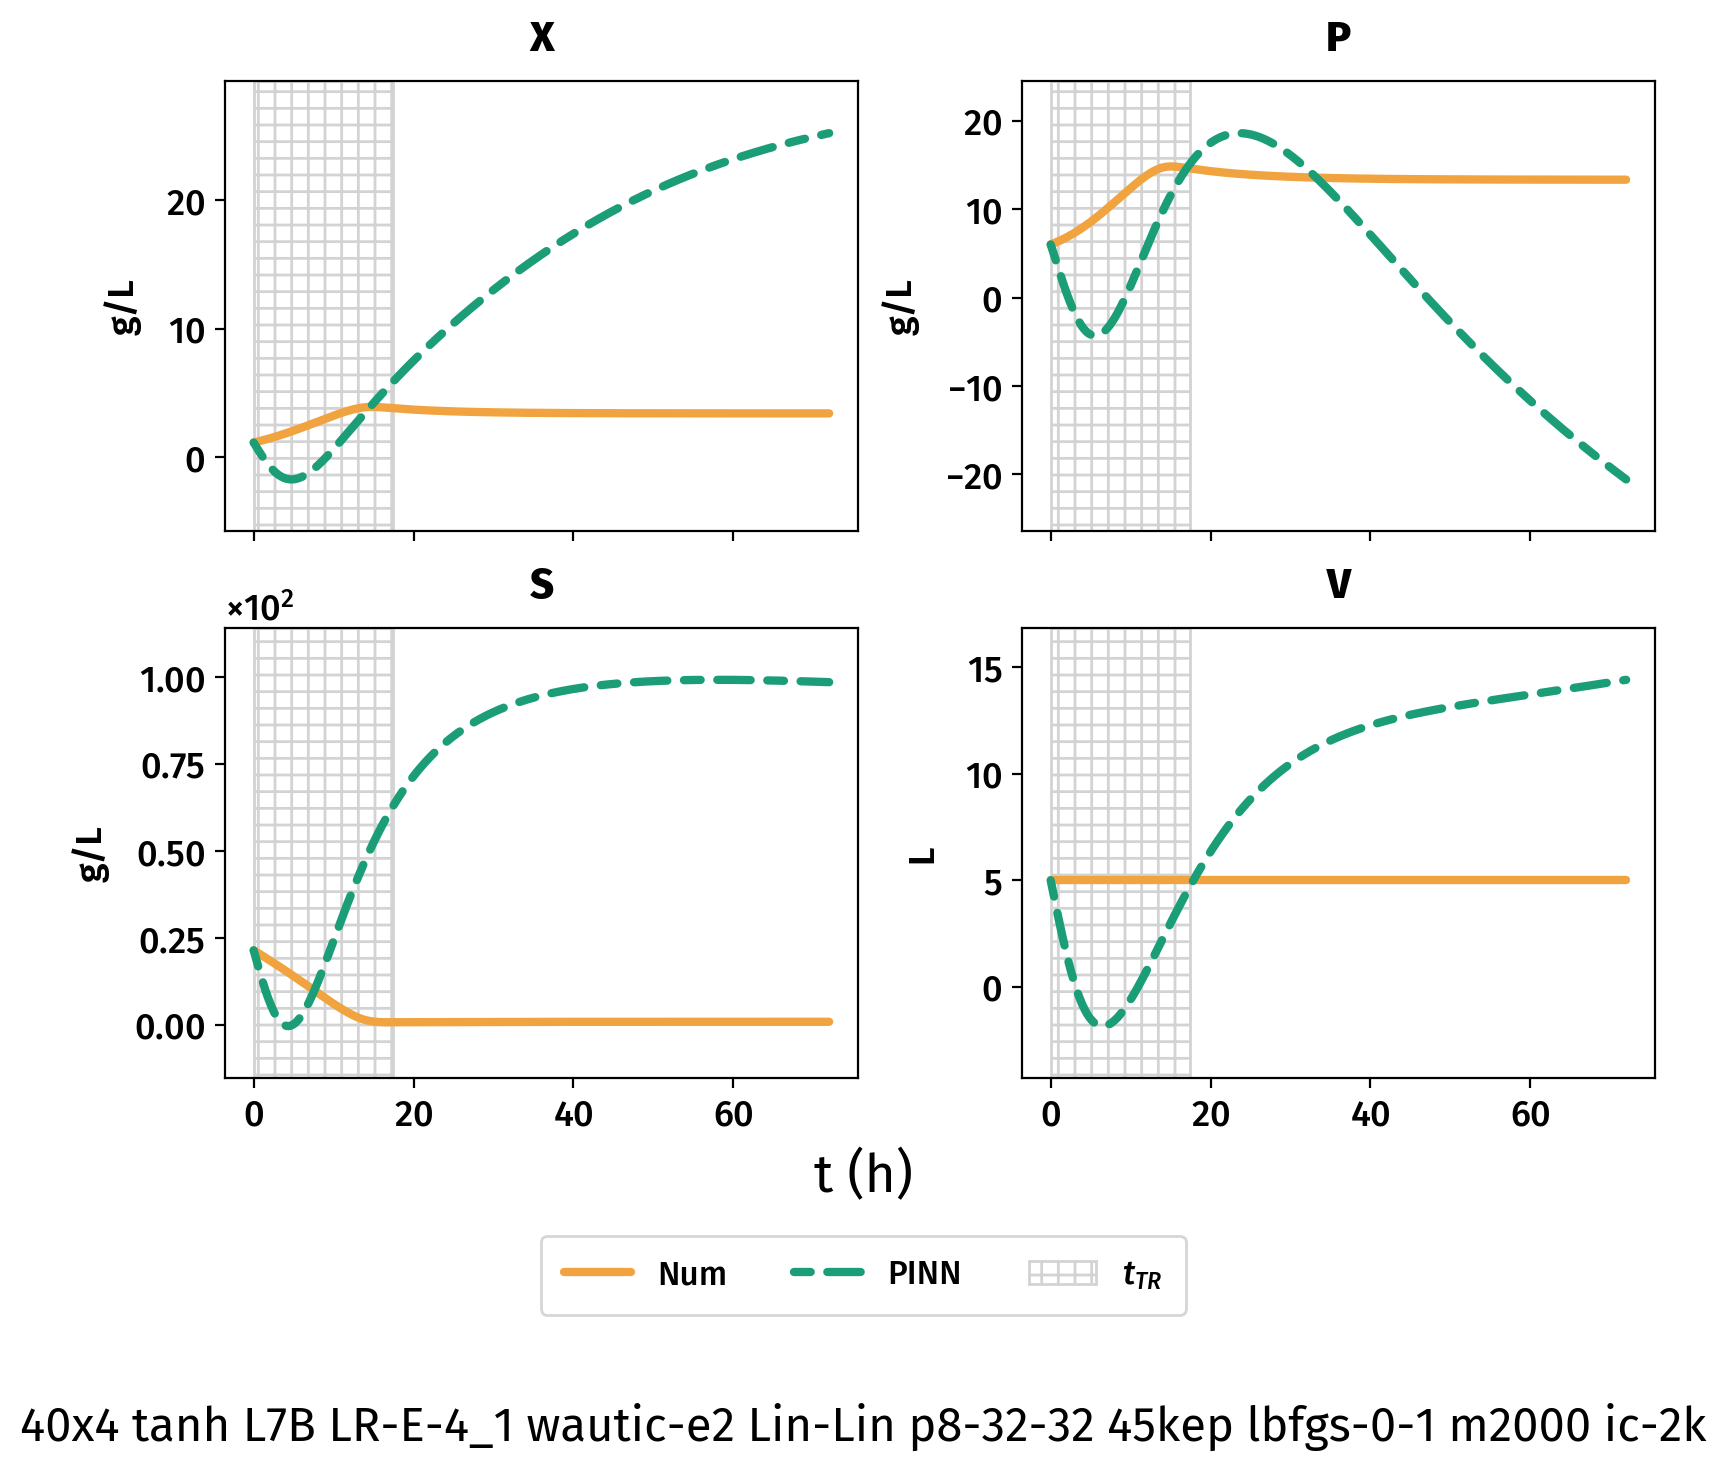 X
P
g/L
20
10
0
g/L
20
10
0
−10
−20
S
V
×10²
g/L
1.00
0.75
0.50
0.25
0.00
L
15
10
5
0
0 20 40 60
0 20 40 60
t (h)
Num PINN t_TR
40x4 tanh L7B LR-E-4_1 wautic-e2 Lin-Lin p8-32-32 45kep lbfgs-0-1 m2000 ic-2k